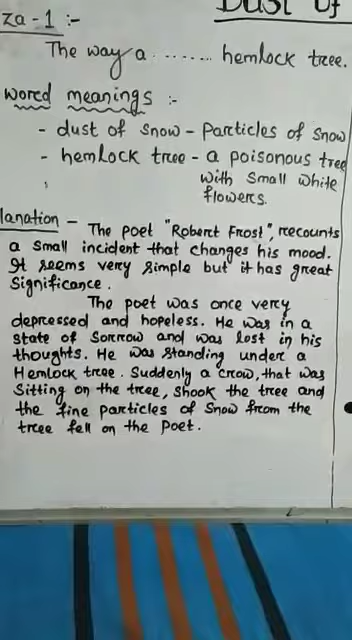 Dust of
za - 1 :-
The way a ........ hemlock tree.
word meanings :-
- dust of snow - Particles of snow
- hemlock tree - a poisonous tree
with small white
flowers.
lanation - The poet "Robert Frost", recounts
a small incident that changes his mood.
It seems very simple but it has great
significance.
The poet was once very
depressed and hopeless. He was in a
state of Sorrow and was lost in his
thoughts. He was standing under a
Hemlock tree. Suddenly a crow, that was
Sitting on the tree, shook the tree and
the fine particles of snow from the
tree fell on the Poet.